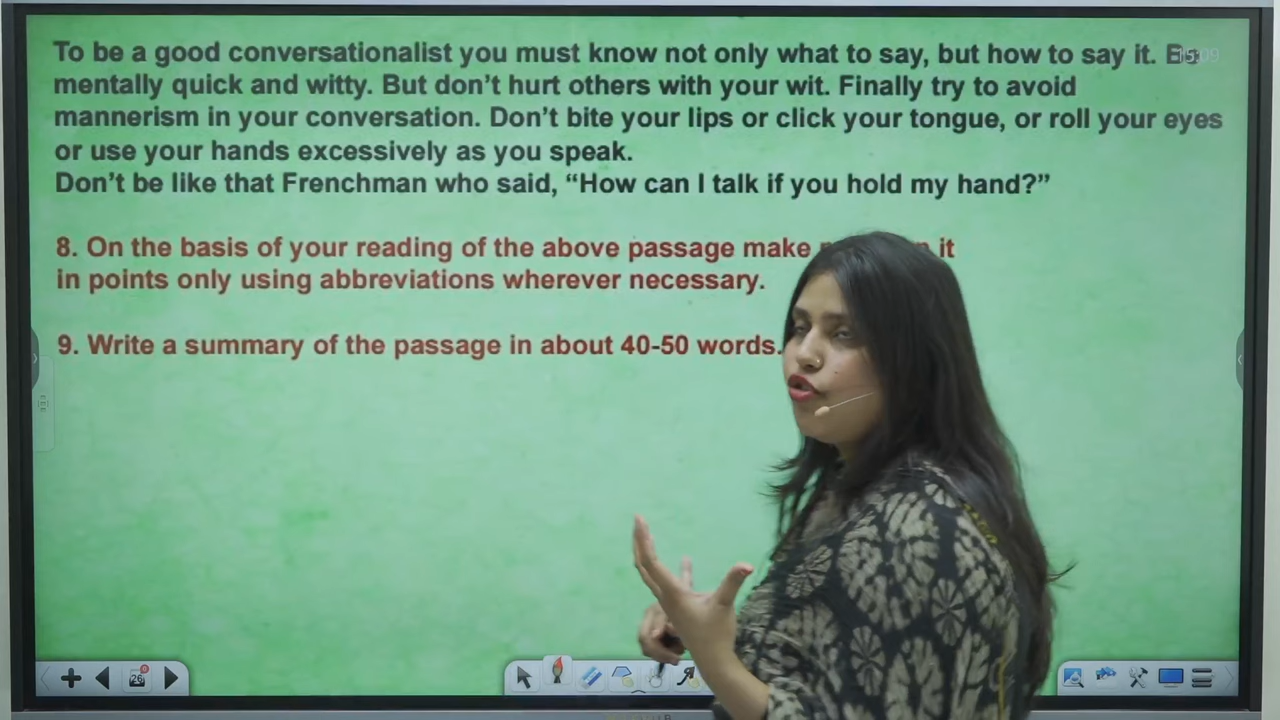 To be a good conversationalist you must know not only what to say, but how to say it. Be
mentally quick and witty. But don't hurt others with your wit. Finally try to avoid
mannerism in your conversation. Don't bite your lips or click your tongue, or roll your eyes
or use your hands excessively as you speak.
Don't be like that Frenchman who said, “How can I talk if you hold my hand?”
8. On the basis of your reading of the above passage make it
in points only using abbreviations wherever necessary.
9. Write a summary of the passage in about 40-50 words.
26